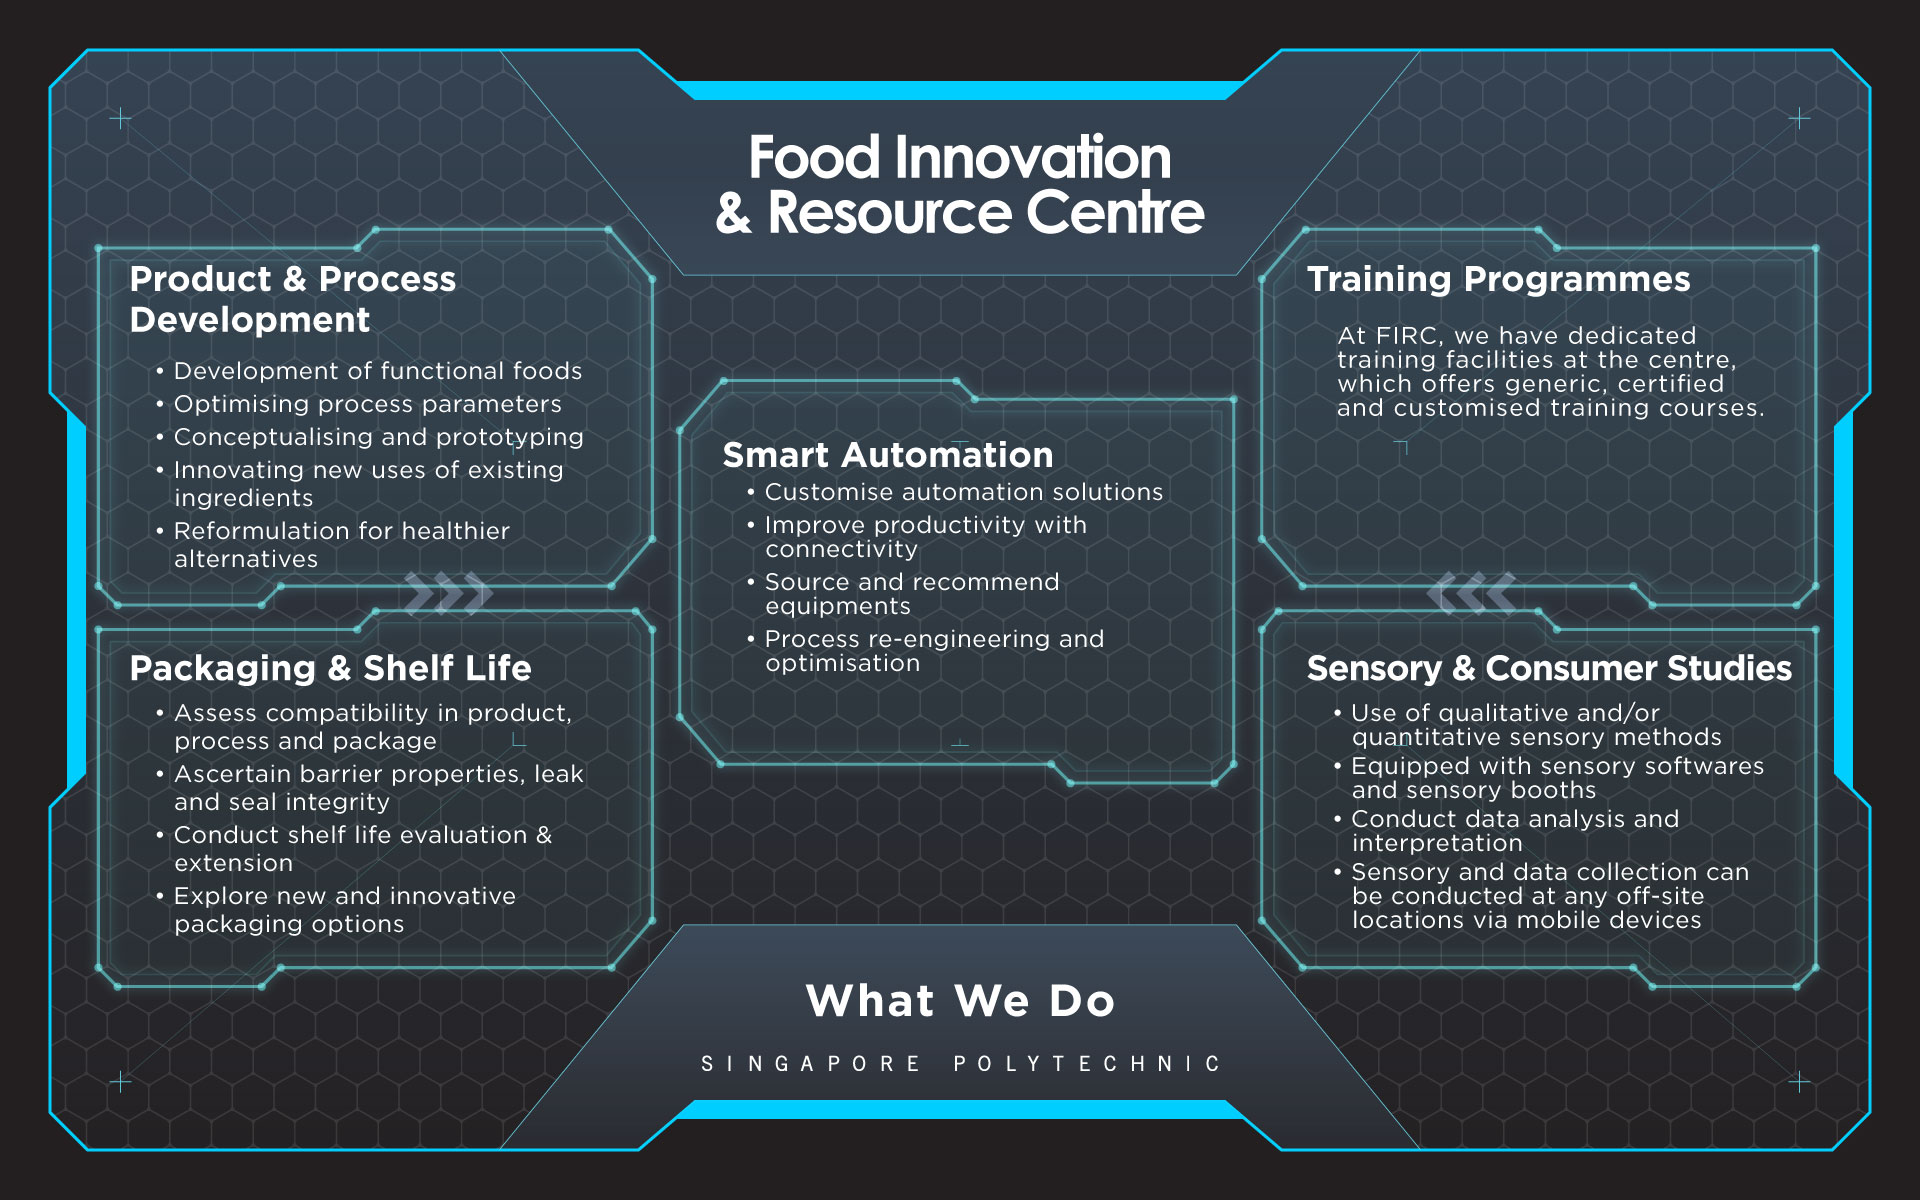 Food Innovation
& Resource Centre
Product & Process
Development
• Development of functional foods
• Optimising process parameters
• Conceptualising and prototyping
• Innovating new uses of existing
ingredients
• Reformulation for healthier
alternatives
Packaging & Shelf Life
• Assess compatibility in product,
process and package
• Ascertain barrier properties, leak
and seal integrity
• Conduct shelf life evaluation &
extension
• Explore new and innovative
packaging options
Smart Automation
• Customise automation solutions
• Improve productivity with
connectivity
• Source and recommend
equipments
• Process re-engineering and
optimisation
Training Programmes
At FIRC, we have dedicated
training facilities at the centre,
which offers generic, certified
and customised training courses.
Sensory & Consumer Studies
• Use of qualitative and/or
quantitative sensory methods
• Equipped with sensory softwares
and sensory booths
• Conduct data analysis and
interpretation
• Sensory and data collection can
be conducted at any off-site
locations via mobile devices
What We Do
SINGAPORE POLYTECHNIC